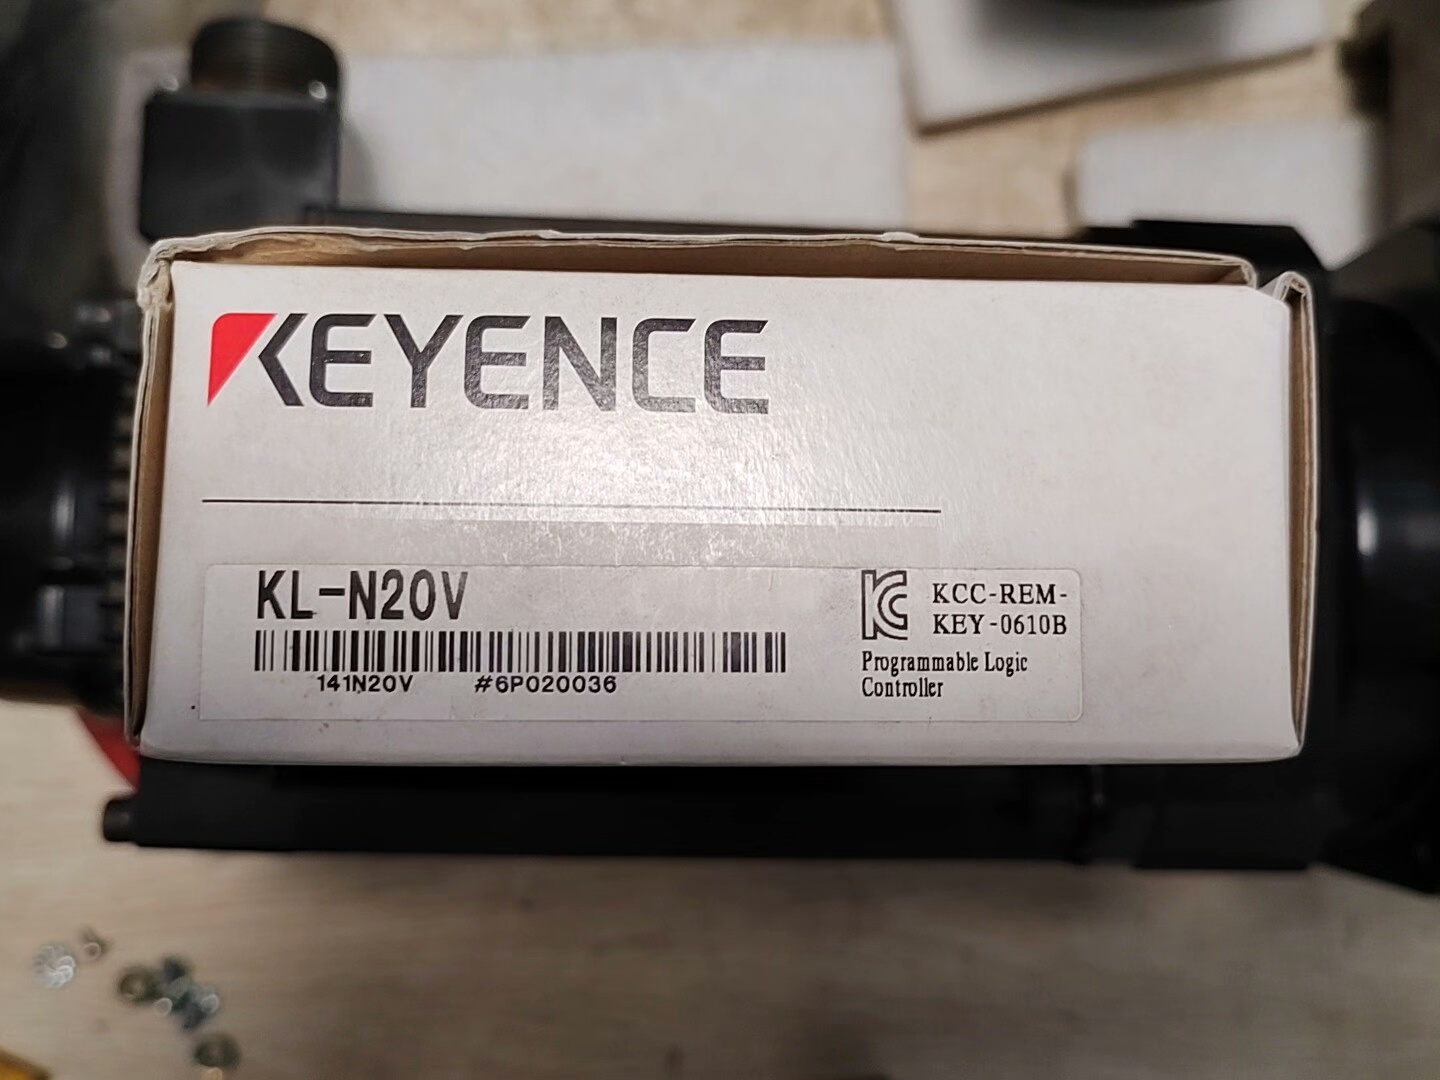 KEYENCE
KL-N20V
141N20V #6P020036
KCC-REM-
KEY-0610B
Programmable Logic
Controller